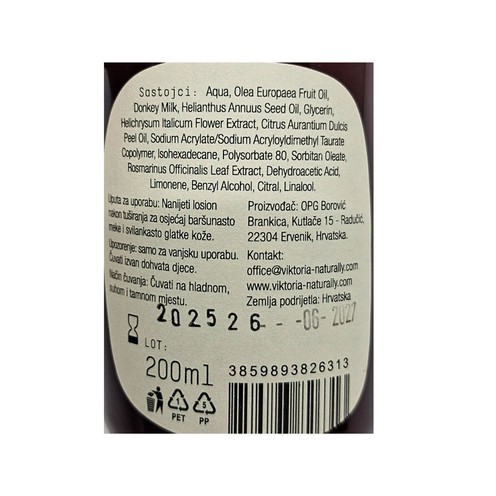 Sastojci: Aqua, Olea Europaea Fruit Oil,
Donkey Milk, Helianthus Annuus Seed Oil, Glycerin,
Helichrysum Italicum Flower Extract, Citrus Aurantium Dulcis
Peel Oil, Sodium Acrylate/Sodium Acryloyldimethyl Taurate
Copolymer, Isohexadecane, Polysorbate 80, Sorbitan Oleate,
Rosmarinus Officinalis Leaf Extract, Dehydroacetic Acid,
Limonene, Benzyl Alcohol, Citral, Linalool.
Uputa za uporabu: Nanijeti losion
nakon tuširanja za osjećaj baršunasto
meke i svilankasto glatke kože.
Upozorenje: samo za vanjsku uporabu.
Čuvati izvan dohvata djece.
Način čuvanja: Čuvati na hladnom,
suhom i tamnom mjestu.
Proizvođač: OPG Borović
Brankica, Kutlače 15 - Radučić,
22304 Ervenik, Hrvatska.
Kontakt:
office@viktoria-naturally.com
www.viktoria-naturally.com
Zemlja podrijetla: Hrvatska
202526- - -06- 2027
LOT:
200ml
3859893826313
1 5
PET PP